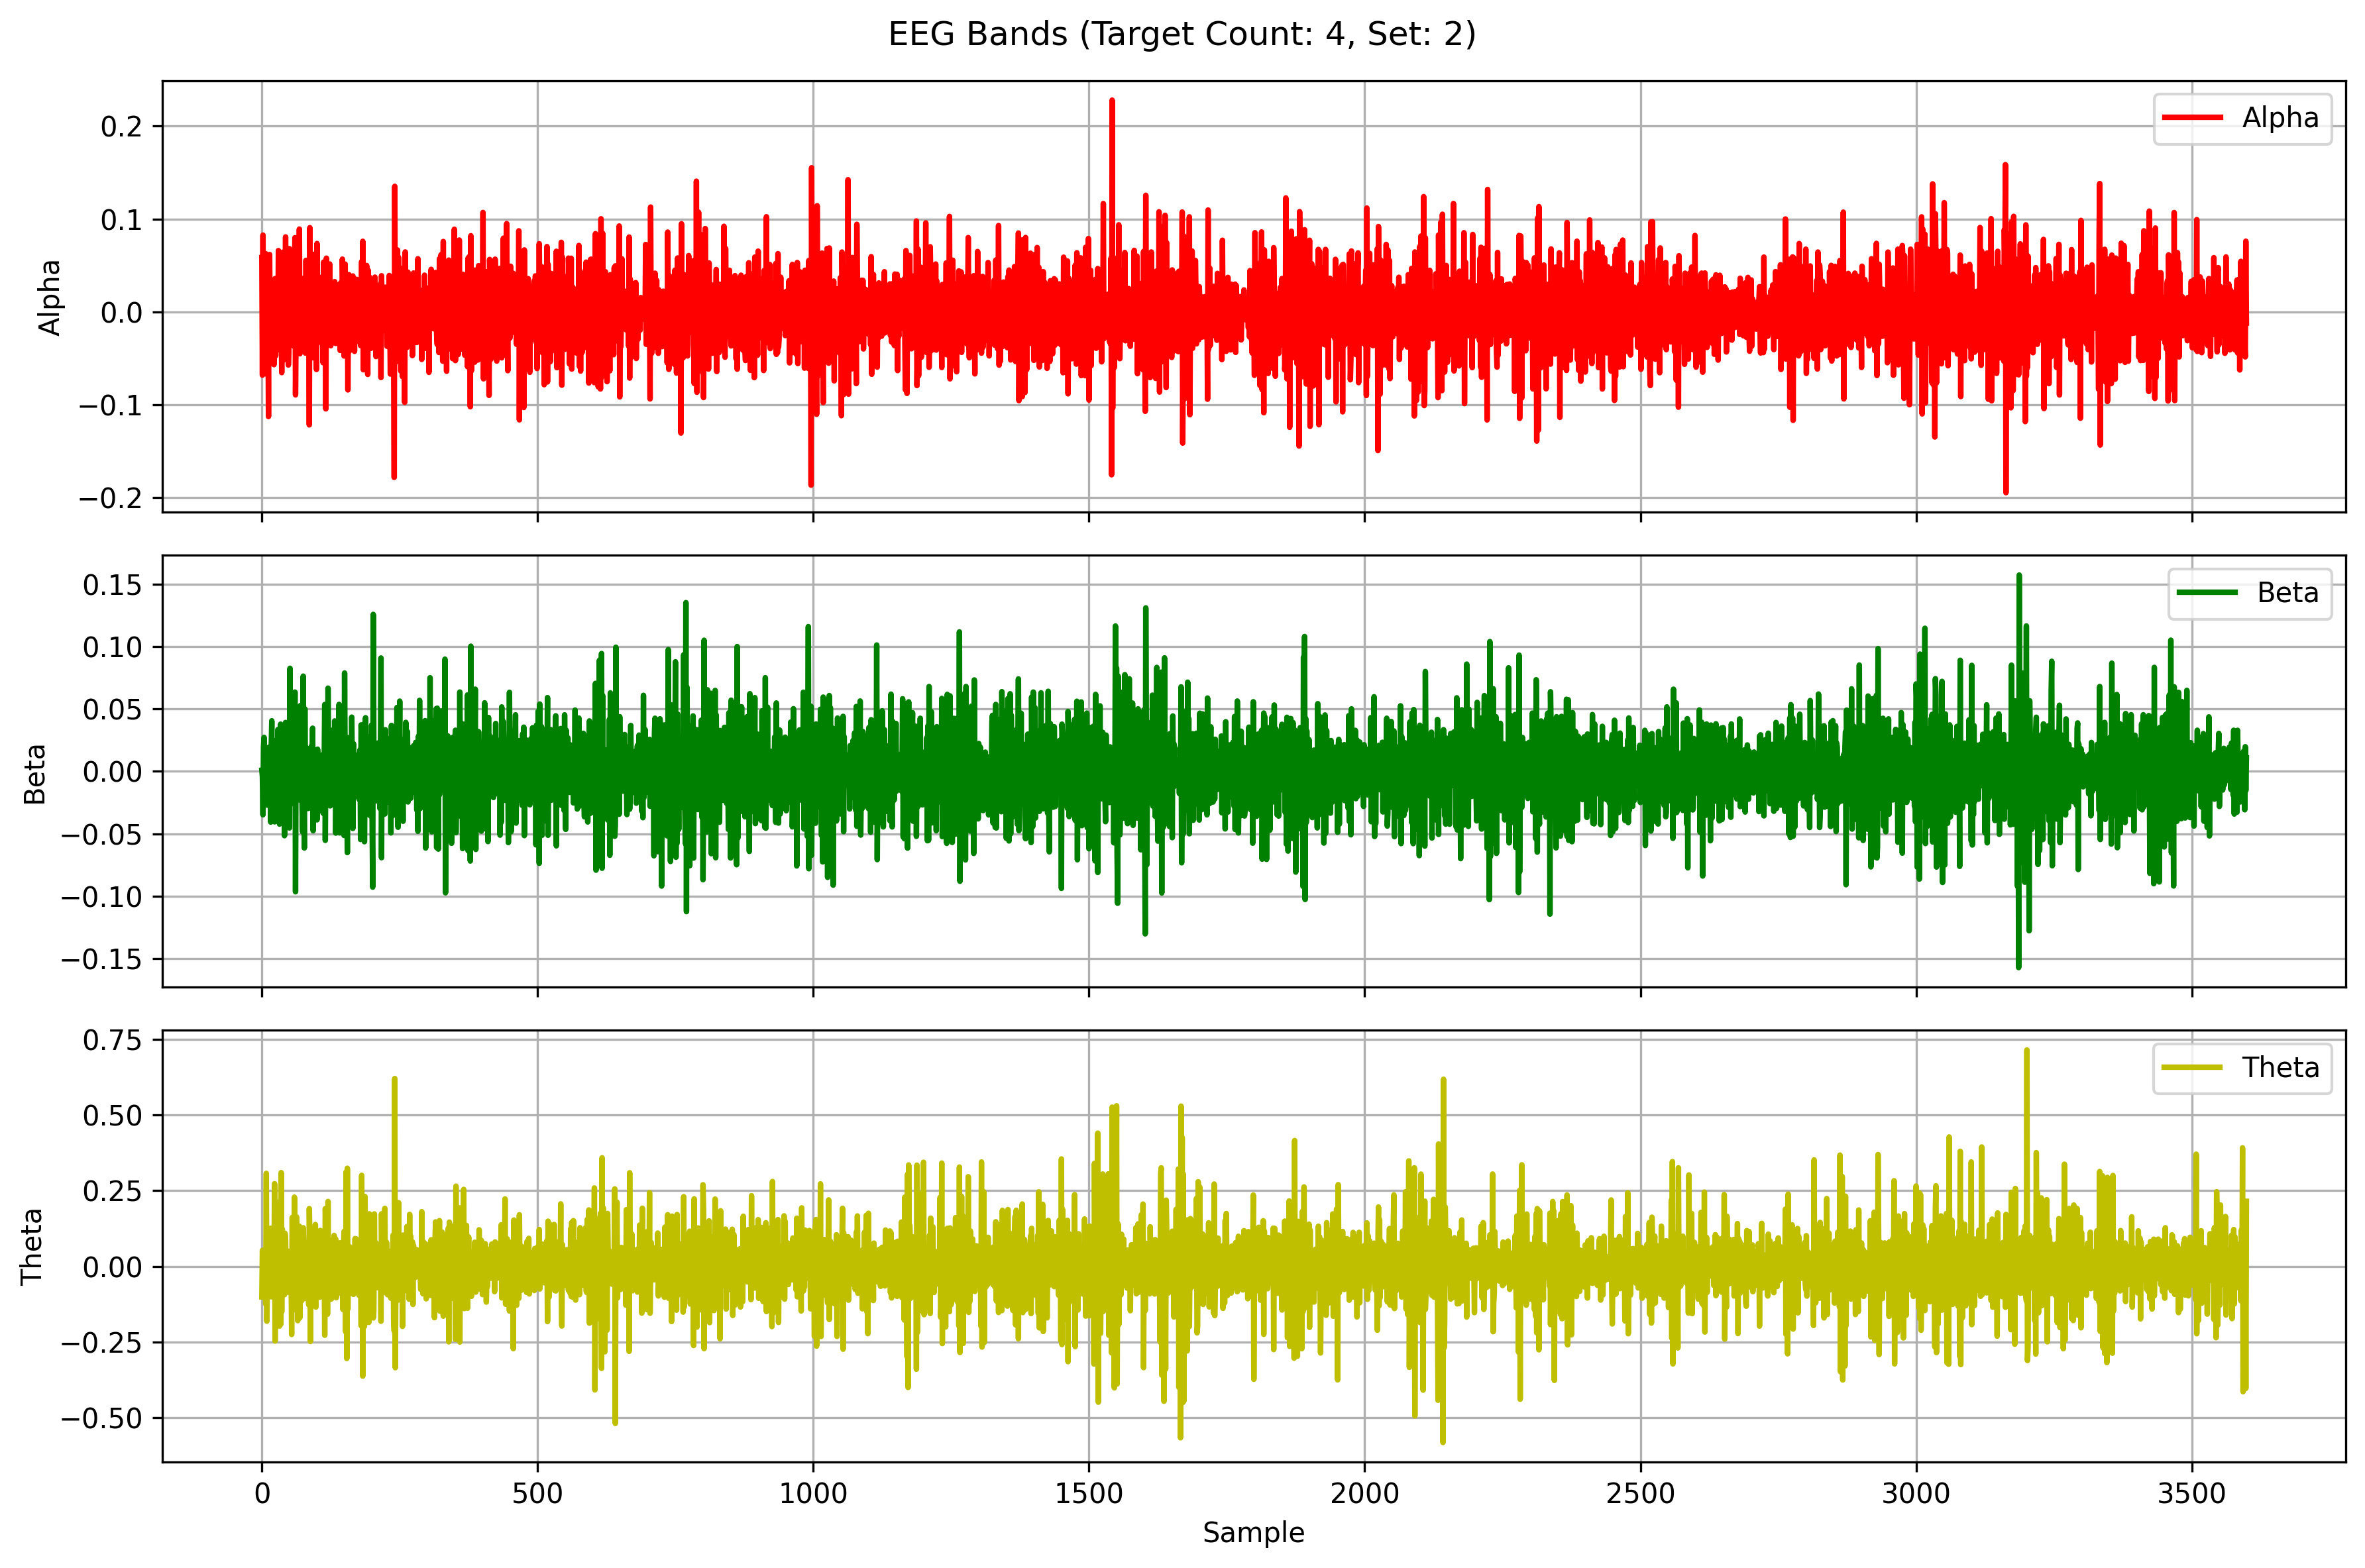 EEG Bands (Target Count: 4, Set: 2)
0.2
0.1
0.0
−0.1
−0.2
Alpha
Alpha
0.15
0.10
0.05
0.00
−0.05
−0.10
−0.15
Beta
Beta
0.75
0.50
0.25
0.00
−0.25
−0.50
Theta
Theta
0 500 1000 1500 2000 2500 3000 3500
Sample